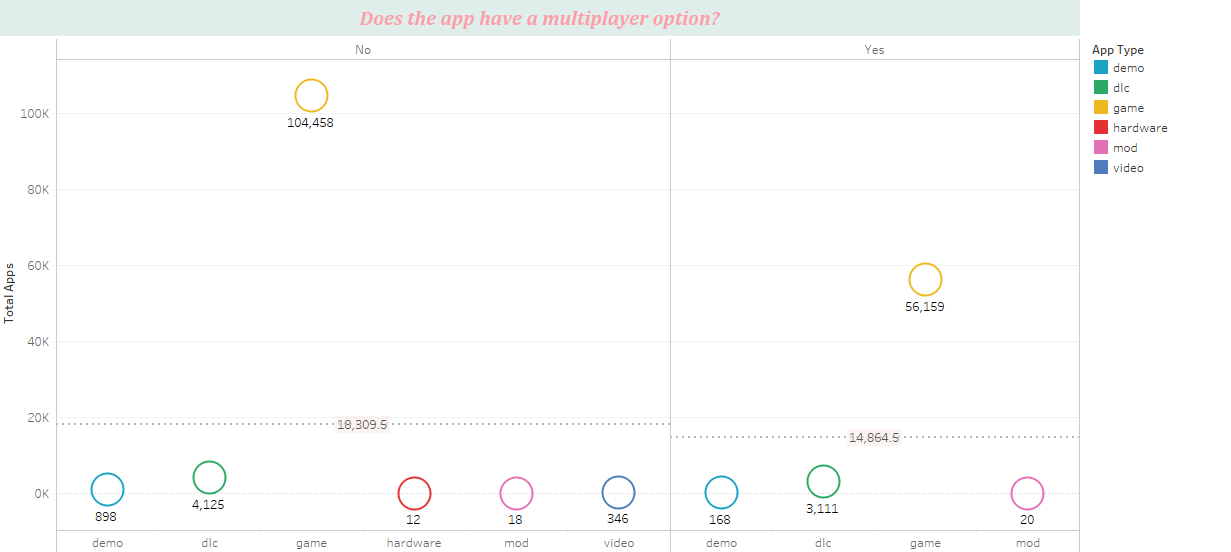 Does the app have a multiplayer option?
No
Yes
App Type
demo
dlc
game
hardware
mod
video
Total Apps
100K
80K
60K
40K
20K
0K
104,458
56,159
18,309.5
14,864.5
898
4,125
12
18
346
168
3,111
20
demo
dlc
game
hardware
mod
video
demo
dlc
game
mod